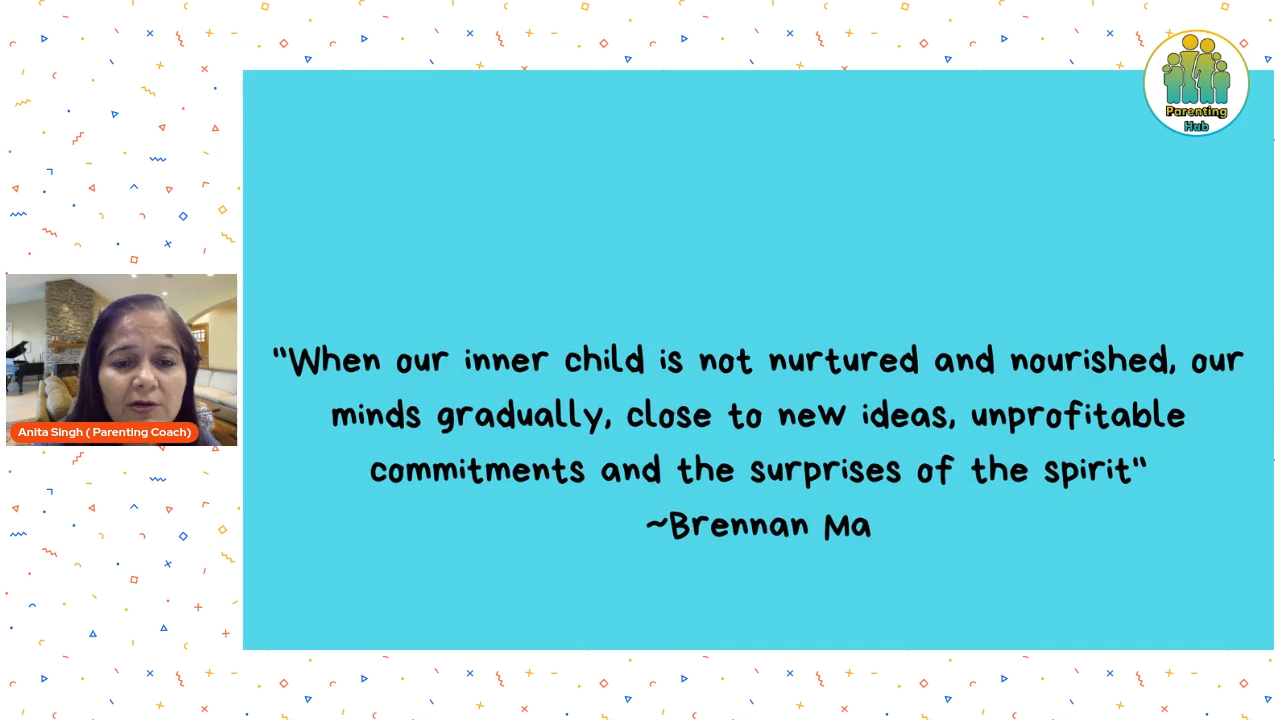 Parenting
Hub
"When our inner child is not nurtured and nourished, our
minds gradually, close to new ideas, unprofitable
commitments and the surprises of the spirit"
~Brennan Ma
Anita Singh ( Parenting Coach)